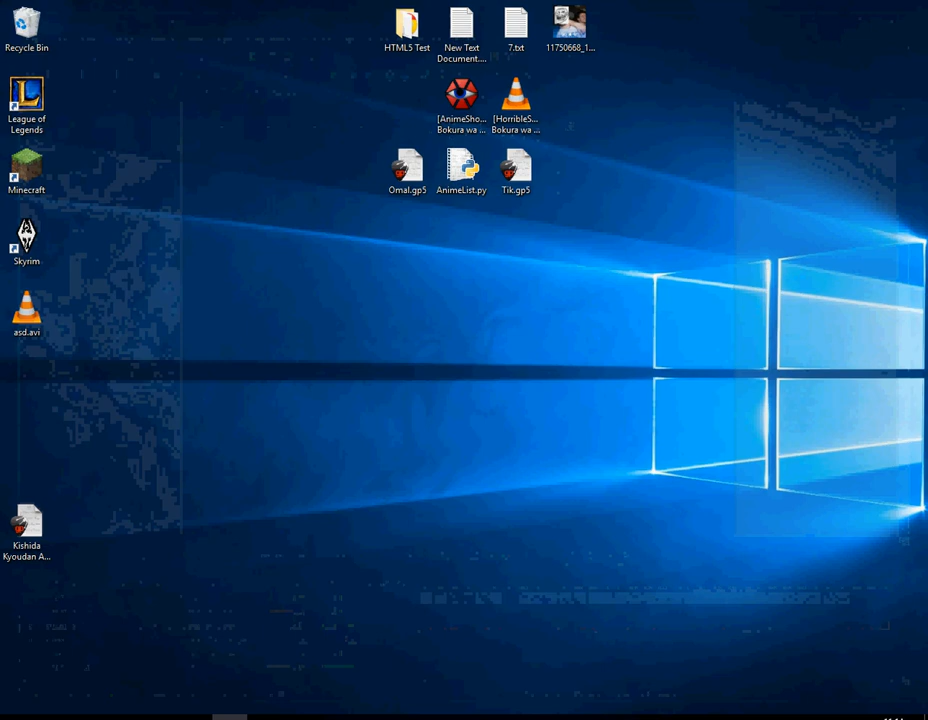 Recycle Bin
HTML5 Test
New Text
Document....
7.txt
11750668_1...
League of
Legends
[AnimeSho...
Bokura wa ...
[HorribleS...
Bokura wa ...
Minecraft
Omal.gp5
AnimeList.py
Tik.gp5
Skyrim
asd.avi
Kishida
Kyoudan A...